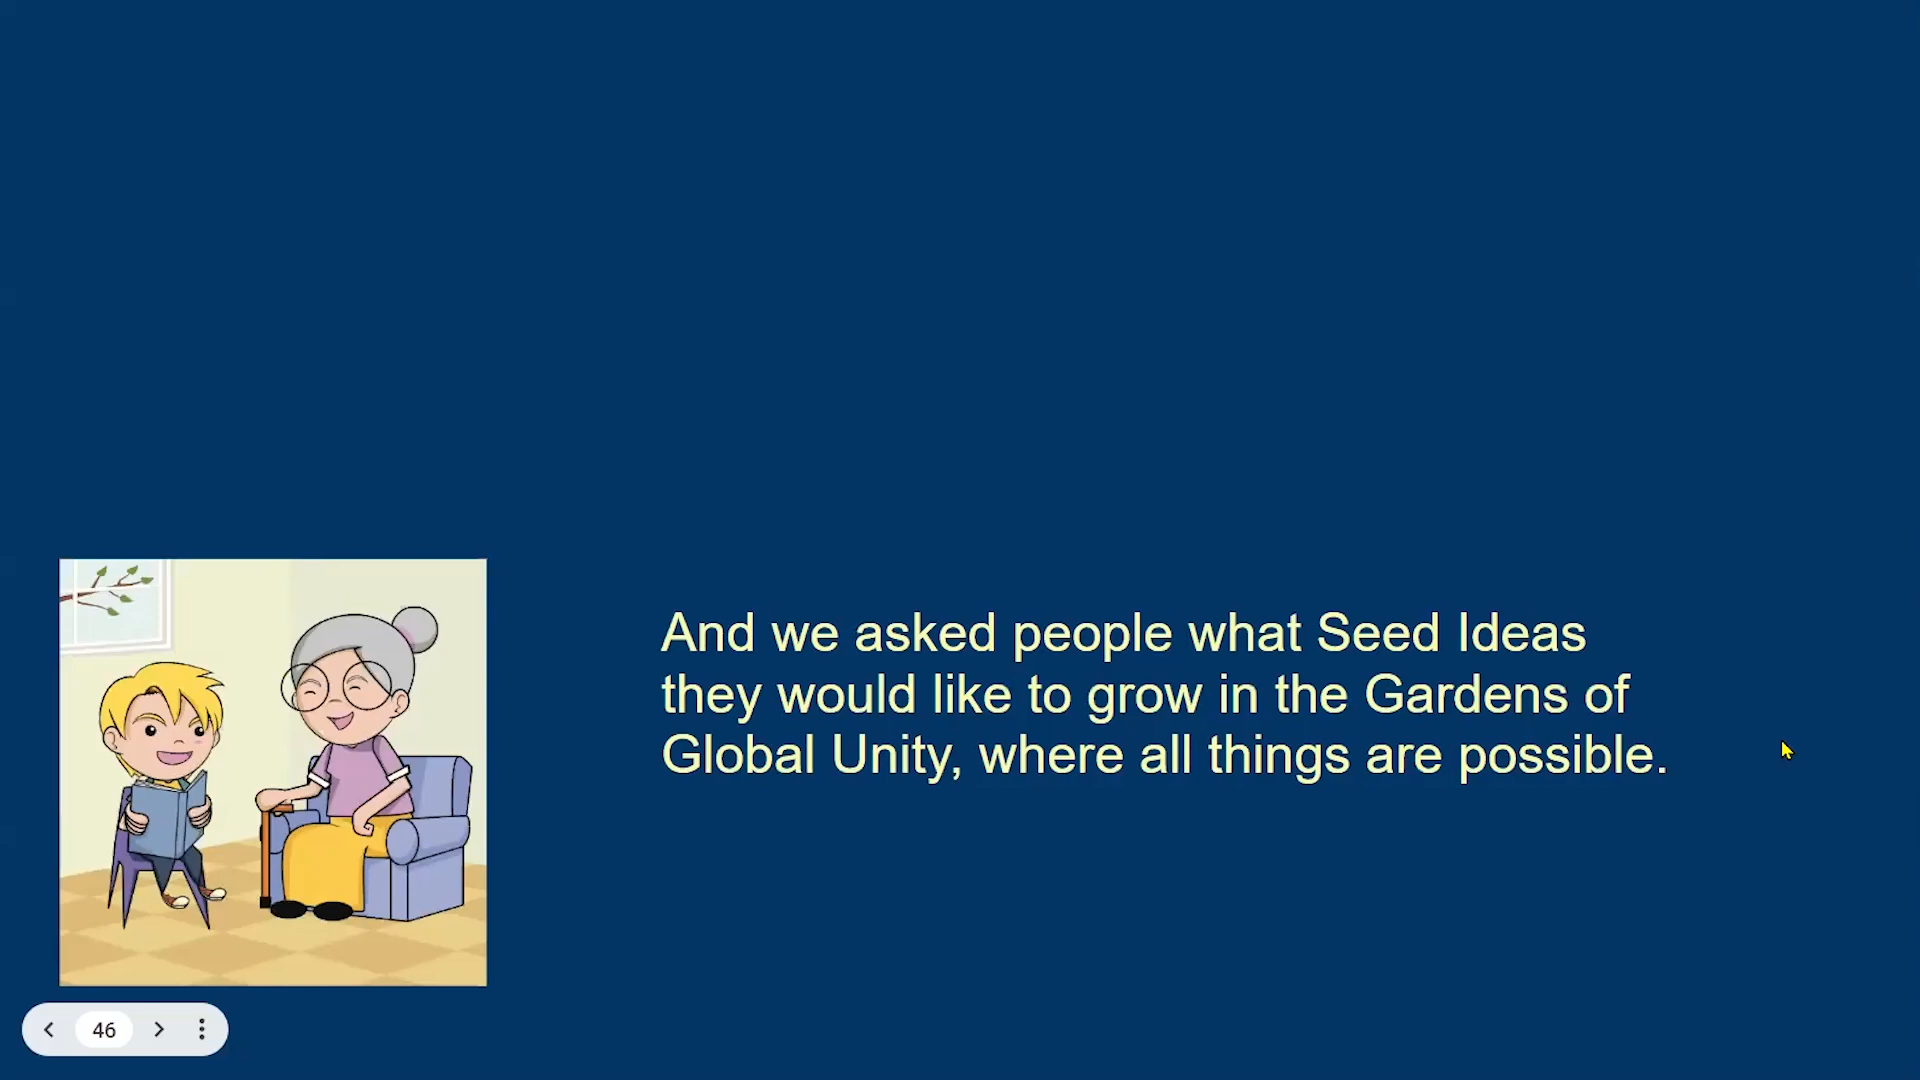 And we asked people what Seed Ideas
they would like to grow in the Gardens of
Global Unity, where all things are possible.
46